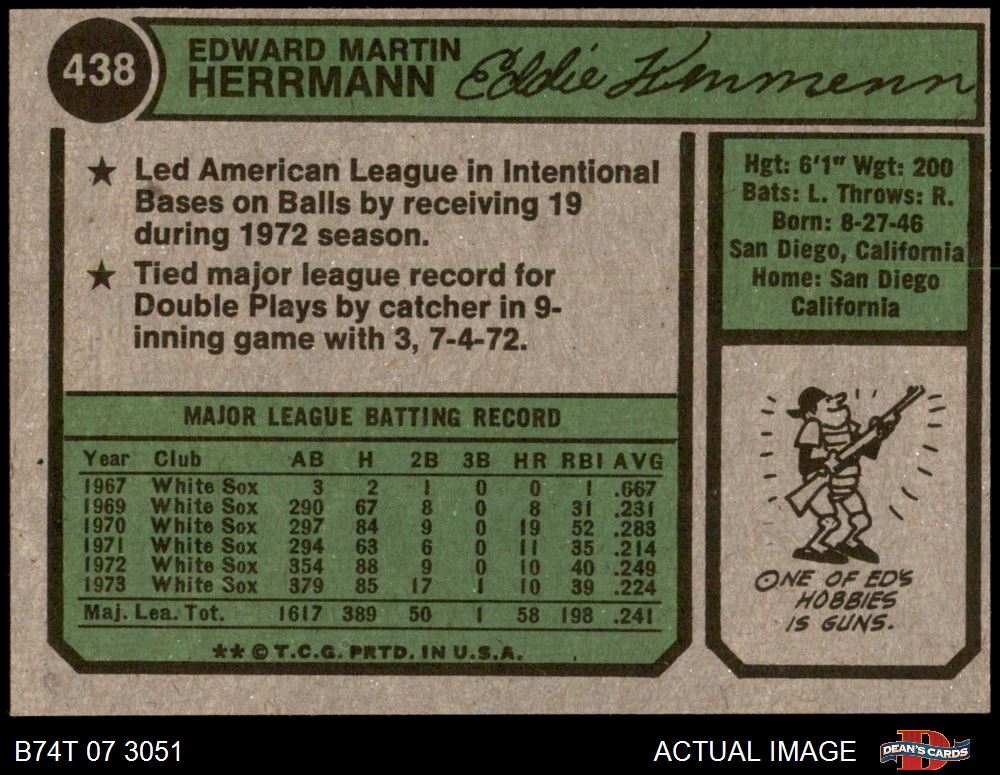 438
EDWARD MARTIN
HERRMANN
Eddie Herrmann
★ Led American League in Intentional
Bases on Balls by receiving 19
during 1972 season.
★ Tied major league record for
Double Plays by catcher in 9-
inning game with 3, 7-4-72.
Hgt: 6'1" Wgt: 200
Bats: L. Throws: R.
Born: 8-27-46
San Diego, California
Home: San Diego
California
MAJOR LEAGUE BATTING RECORD
Year Club AB H 2B 3B HR RBI AVG
1967 White Sox 3 2 1 0 0 1 .667
1969 White Sox 290 67 8 0 8 31 .231
1970 White Sox 297 84 9 0 19 52 .283
1971 White Sox 294 63 6 0 11 35 .214
1972 White Sox 354 88 9 0 10 40 .249
1973 White Sox 379 85 17 1 10 39 .224
Maj. Lea. Tot. 1617 389 50 1 58 198 .241
** © T.C.G. PRTD. IN U.S.A.
ONE OF ED'S
HOBBIES
IS GUNS.
B74T 07 3051
ACTUAL IMAGE
D
DEAN'S CARDS